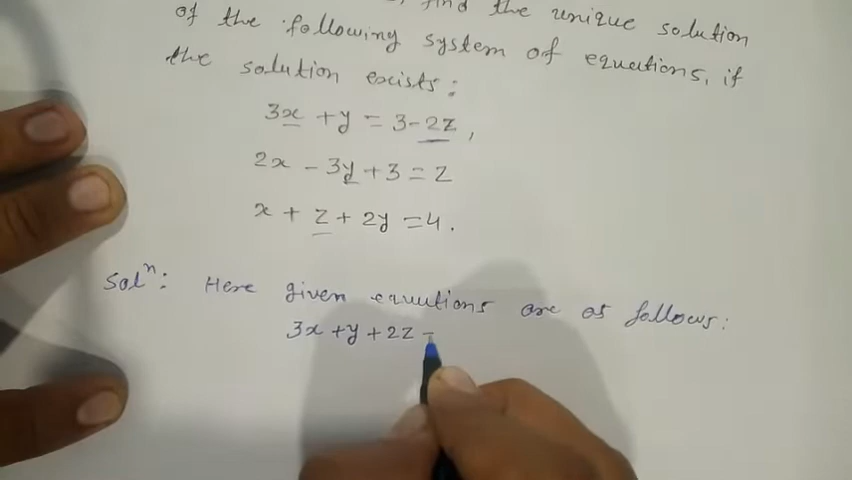 find the unique solution
of the following system of equations, if
the solution exists:
3x + y = 3 - 2z,
2x - 3y + 3 = z
x + z + 2y = 4.
Solⁿ: Here given equations are as follows:
3x + y + 2z =